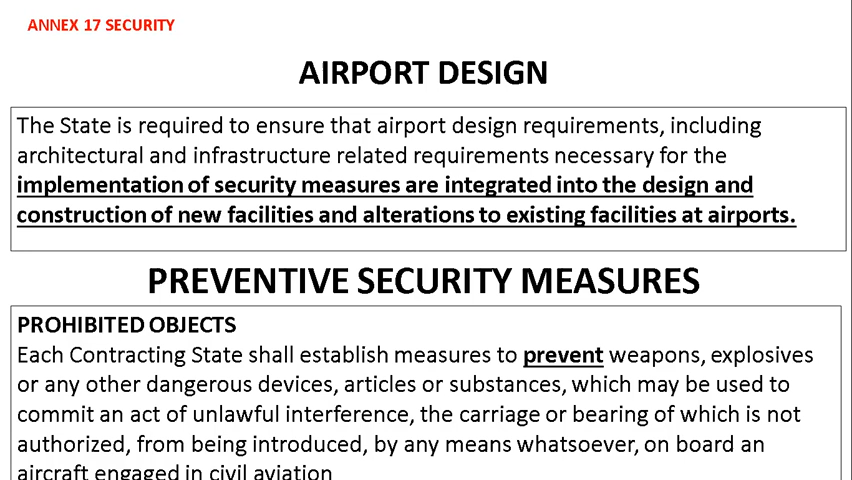 ANNEX 17 SECURITY
AIRPORT DESIGN
The State is required to ensure that airport design requirements, including
architectural and infrastructure related requirements necessary for the
implementation of security measures are integrated into the design and
construction of new facilities and alterations to existing facilities at airports.
PREVENTIVE SECURITY MEASURES
PROHIBITED OBJECTS
Each Contracting State shall establish measures to prevent weapons, explosives
or any other dangerous devices, articles or substances, which may be used to
commit an act of unlawful interference, the carriage or bearing of which is not
authorized, from being introduced, by any means whatsoever, on board an
aircraft engaged in civil aviation